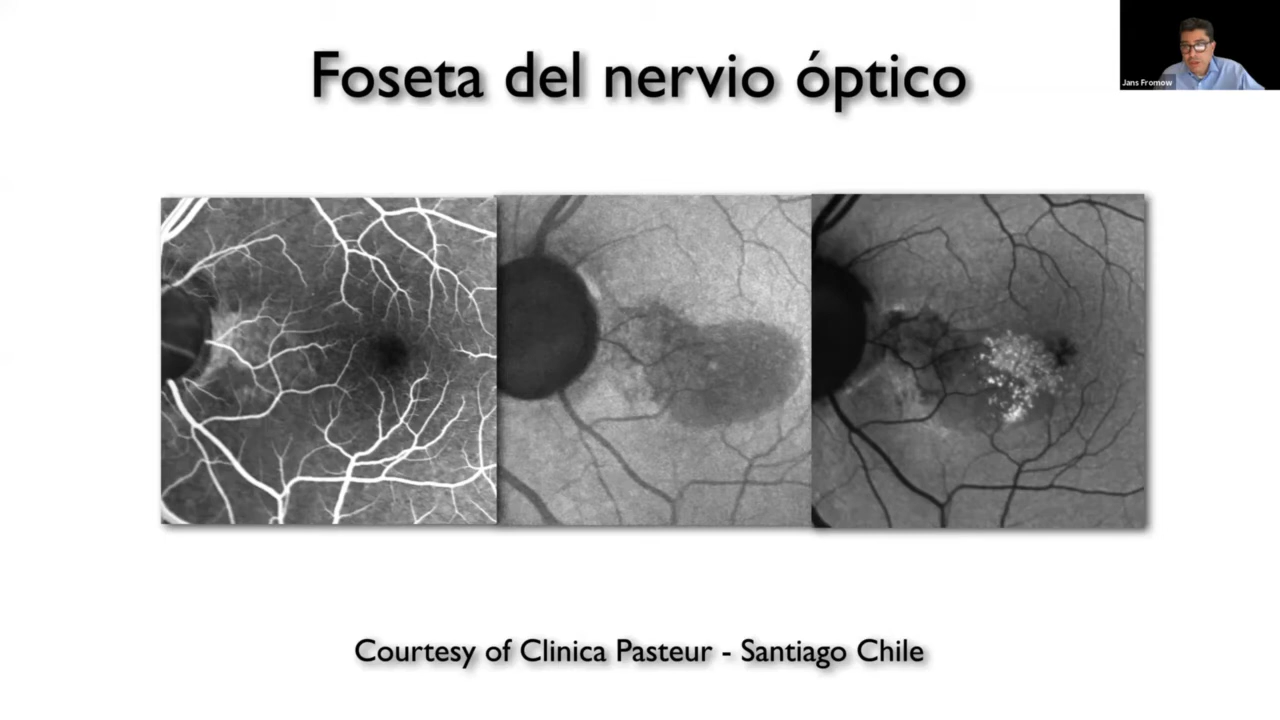 Foseta del nervio óptico
Jans Fromow
Courtesy of Clinica Pasteur - Santiago Chile